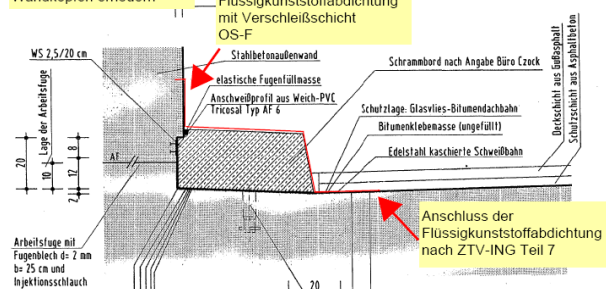 Wandköpfen erneuern
Flüssigkunststoffabdichtung
mit Verschleißschicht
OS-F
WS 2,5/20 cm
Stahlbetonaußenwand
elastische Fugenfüllmasse
Anschweißprofil aus Weich-PVC
Tricosal Typ AF 6
Schrammbord nach Angabe Büro Czock
Schutzlage: Glasvlies-Bitumendachbahn
Bitumenklebemasse (ungefüllt)
Edelstahl kaschierte Schweißbahn
Deckschicht aus Gußasphalt
Schutzschicht aus Asphaltbeton
Lage der Arbeitsfuge
AF
20
10
8
12
2
Arbeitsfuge mit
Fugenblech d= 2 mm
b= 25 cm und
Injektionsschlauch
20
Anschluss der
Flüssigkunststoffabdichtung
nach ZTV-ING Teil 7